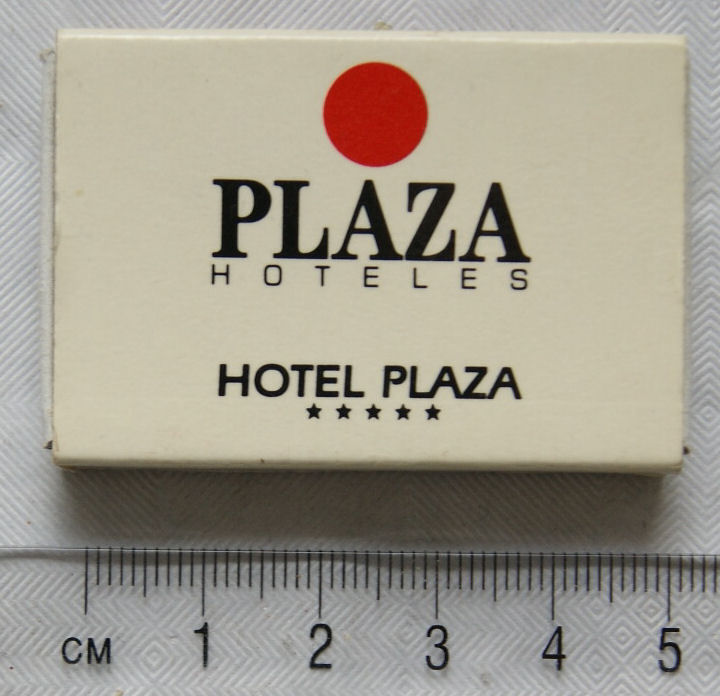 PLAZA
HOTELES
HOTEL PLAZA
★★★★★
CM 1 2 3 4 5